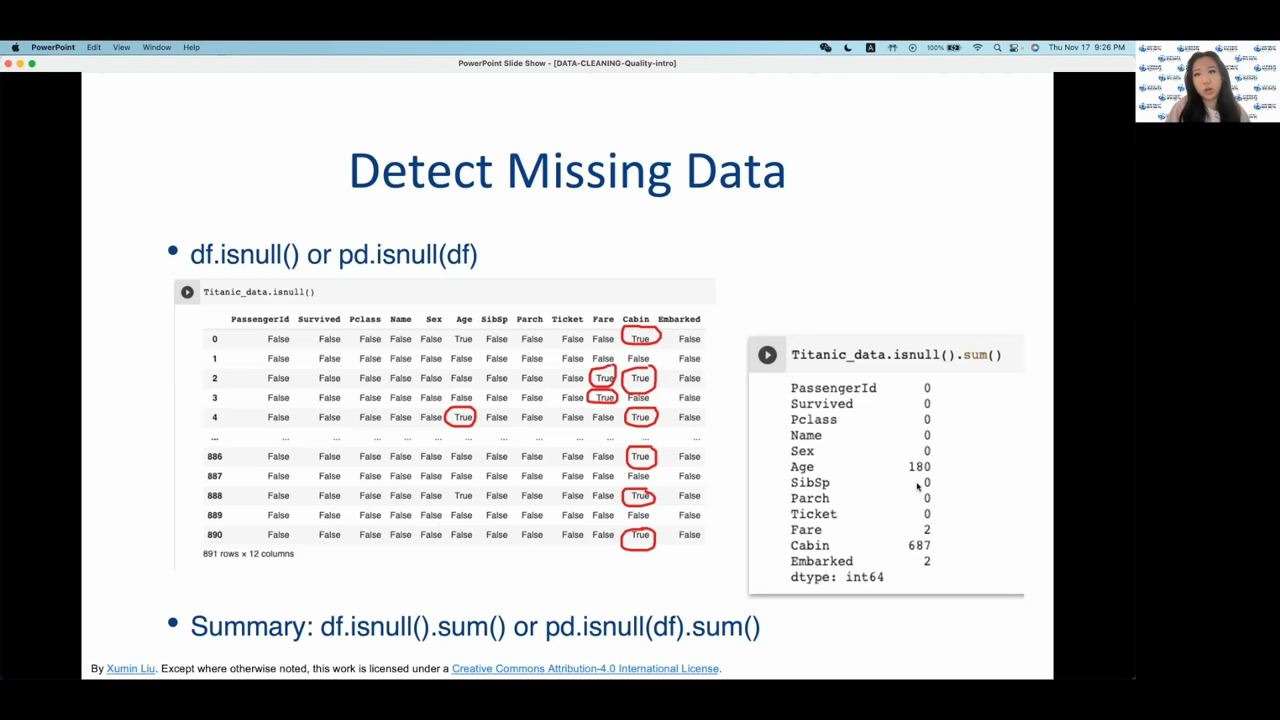 PowerPoint Edit View Window Help
100% Thu Nov 17 9:26 PM
PowerPoint Slide Show - [DATA-CLEANING-Quality-intro]
Detect Missing Data
• df.isnull() or pd.isnull(df)
Titanic_data.isnull()
PassengerId Survived Pclass Name Sex Age SibSp Parch Ticket Fare Cabin Embarked
0 False False False False False True False False False False True False
1 False False False False False False False False False False False False
2 False False False False False False False False False True True False
3 False False False False False False False False False True False False
4 False False False False False True False False False False True False
... ... ... ... ... ... ... ... ... ... ... ... ...
886 False False False False False False False False False False True False
887 False False False False False False False False False False False False
888 False False False False False True False False False False True False
889 False False False False False False False False False False False False
890 False False False False False False False False False False True False
891 rows × 12 columns
Titanic_data.isnull().sum()
PassengerId 0
Survived 0
Pclass 0
Name 0
Sex 0
Age 180
SibSp 0
Parch 0
Ticket 0
Fare 2
Cabin 687
Embarked 2
dtype: int64
• Summary: df.isnull().sum() or pd.isnull(df).sum()
By Xumin Liu. Except where otherwise noted, this work is licensed under a Creative Commons Attribution-4.0 International License.